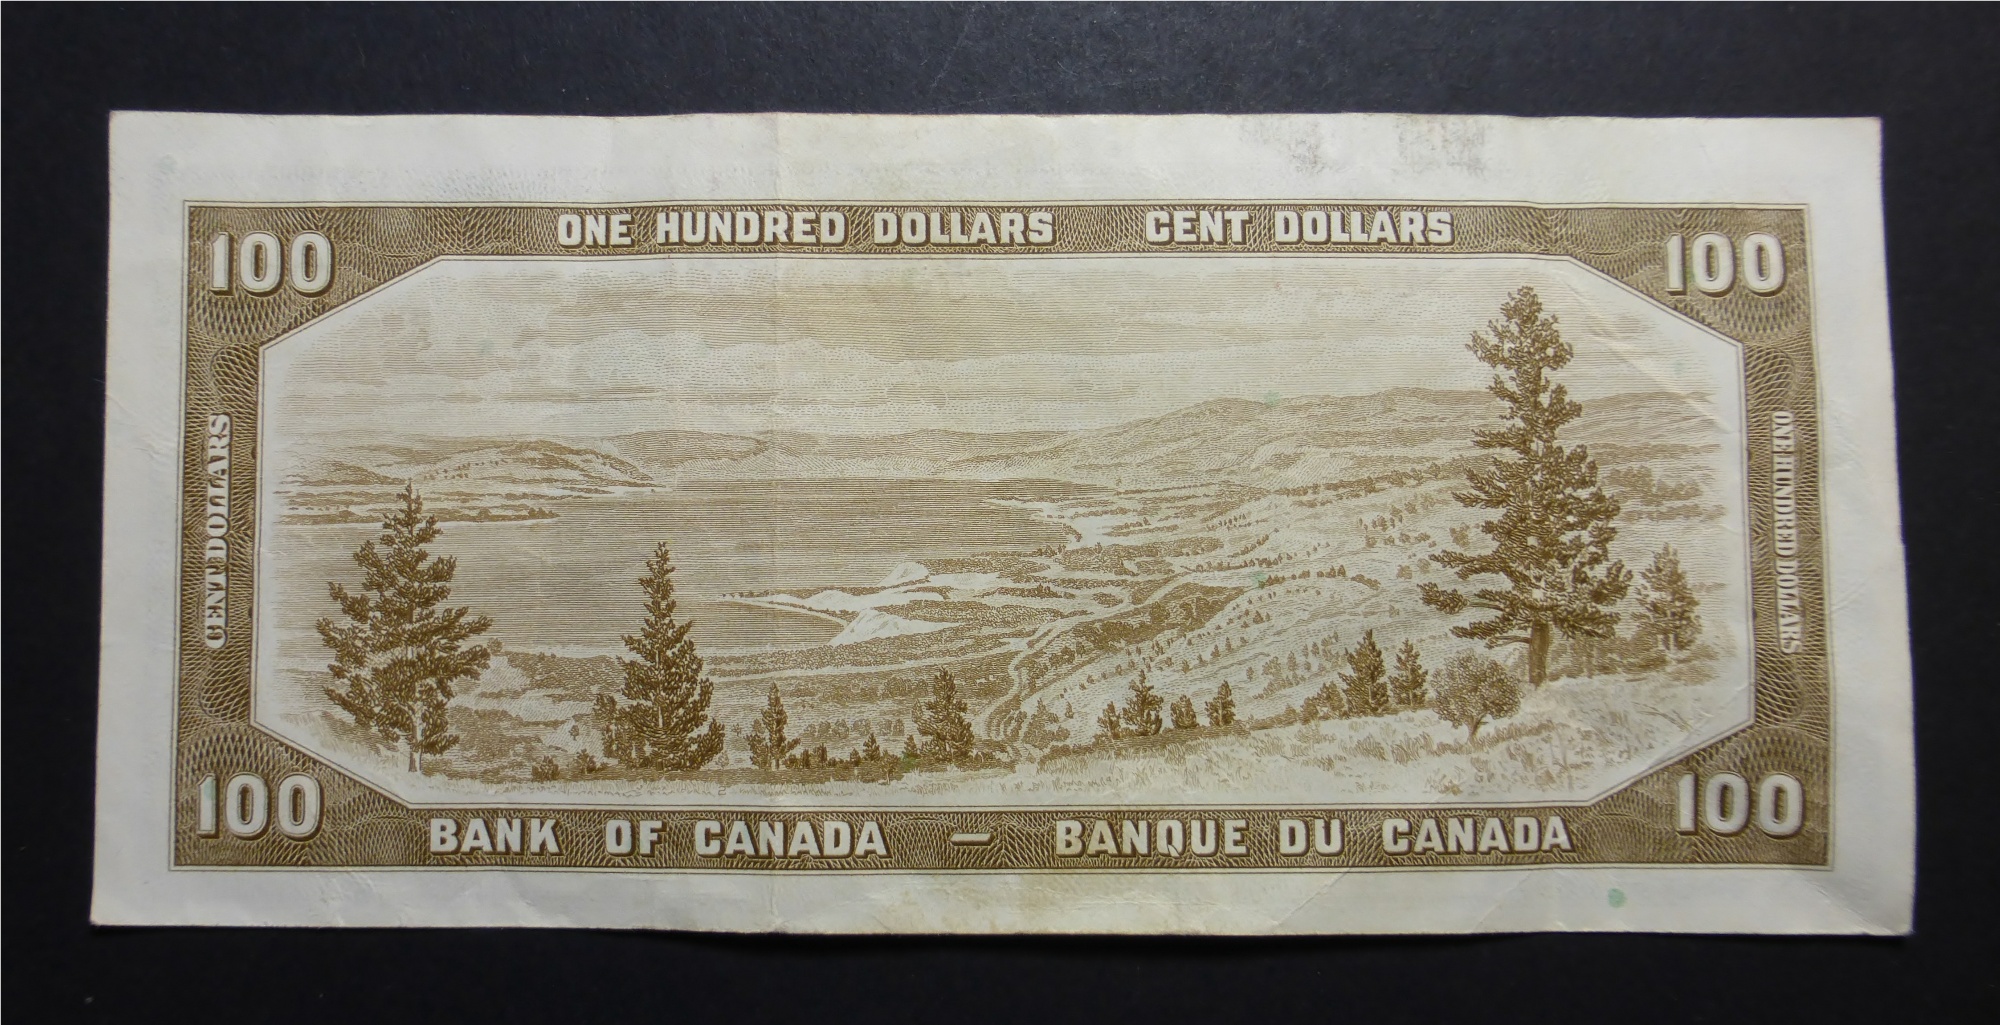 ONE HUNDRED DOLLARS CENT DOLLARS
100
100
CENT DOLLARS
ONE HUNDRED DOLLARS
100
100
BANK OF CANADA — BANQUE DU CANADA